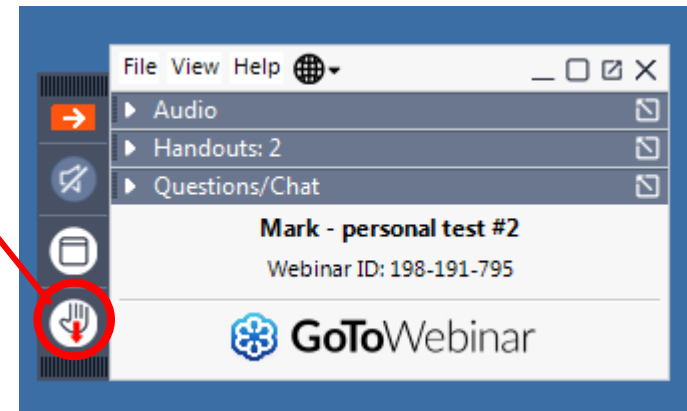 File View Help
Audio
Handouts: 2
Questions/Chat
Mark - personal test #2
Webinar ID: 198-191-795
GoToWebinar